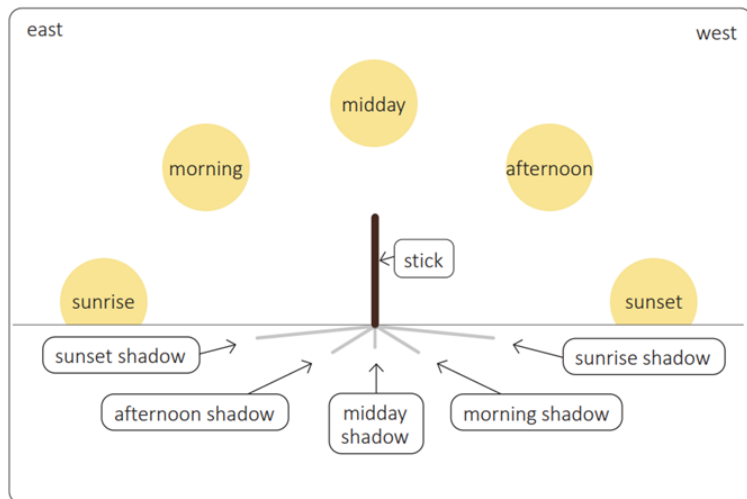 east
west
midday
morning
afternoon
stick
sunrise
sunset
sunset shadow
sunrise shadow
afternoon shadow
midday
shadow
morning shadow